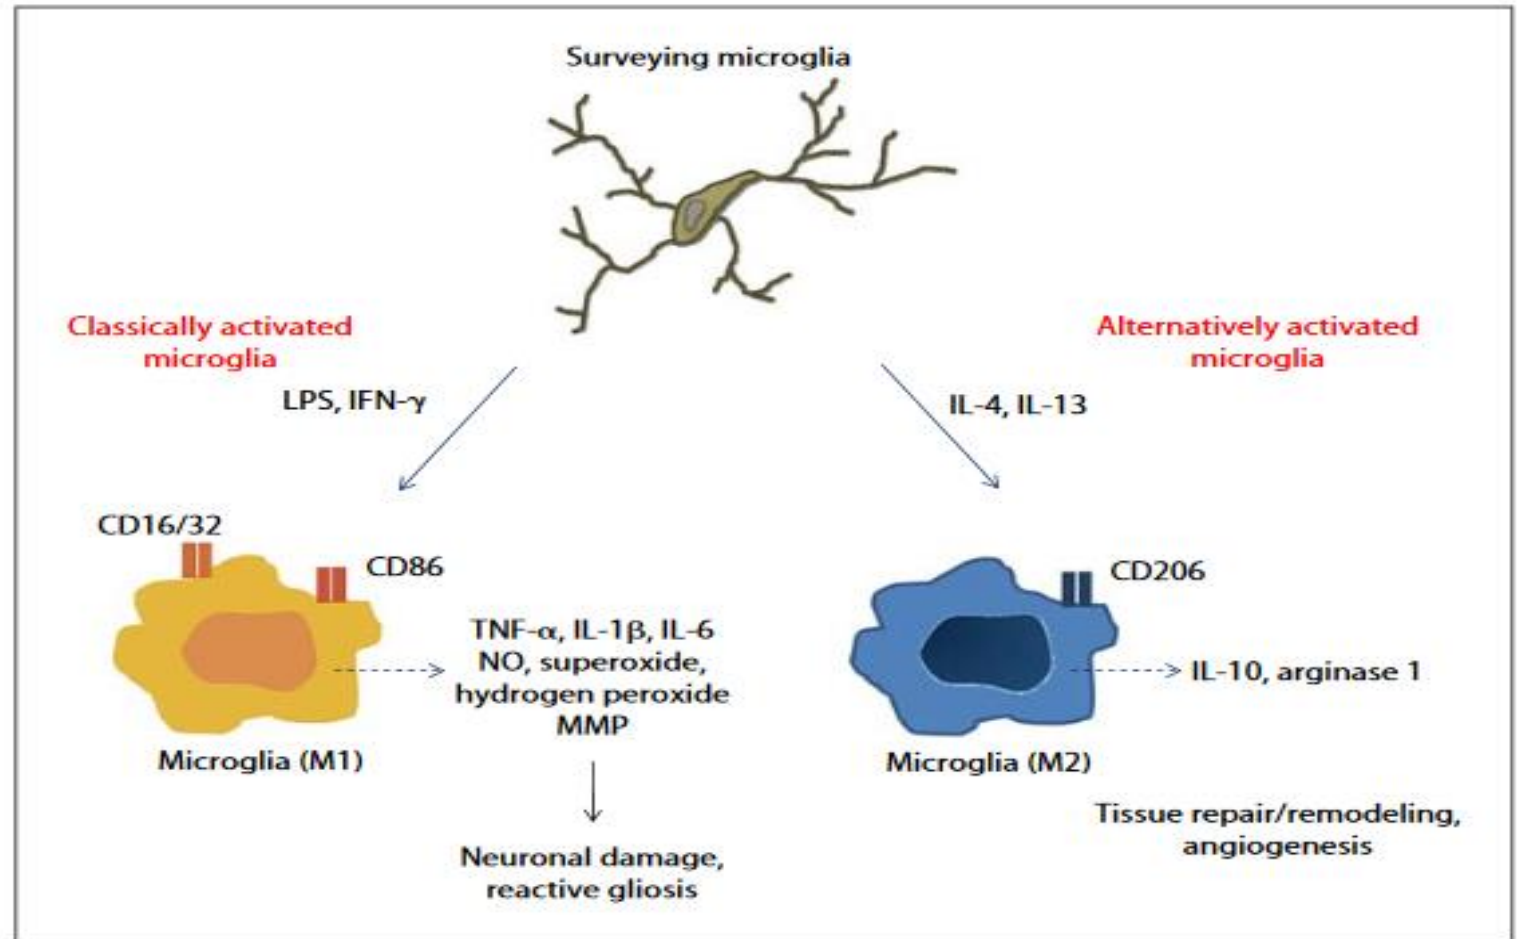 Surveying microglia
Classically activated
microglia
LPS, IFN-γ
Alternatively activated
microglia
IL-4, IL-13
CD16/32
CD86
TNF-α, IL-1β, IL-6
NO, superoxide,
hydrogen peroxide
MMP
Microglia (M1)
Neuronal damage,
reactive gliosis
CD206
IL-10, arginase 1
Microglia (M2)
Tissue repair/remodeling,
angiogenesis